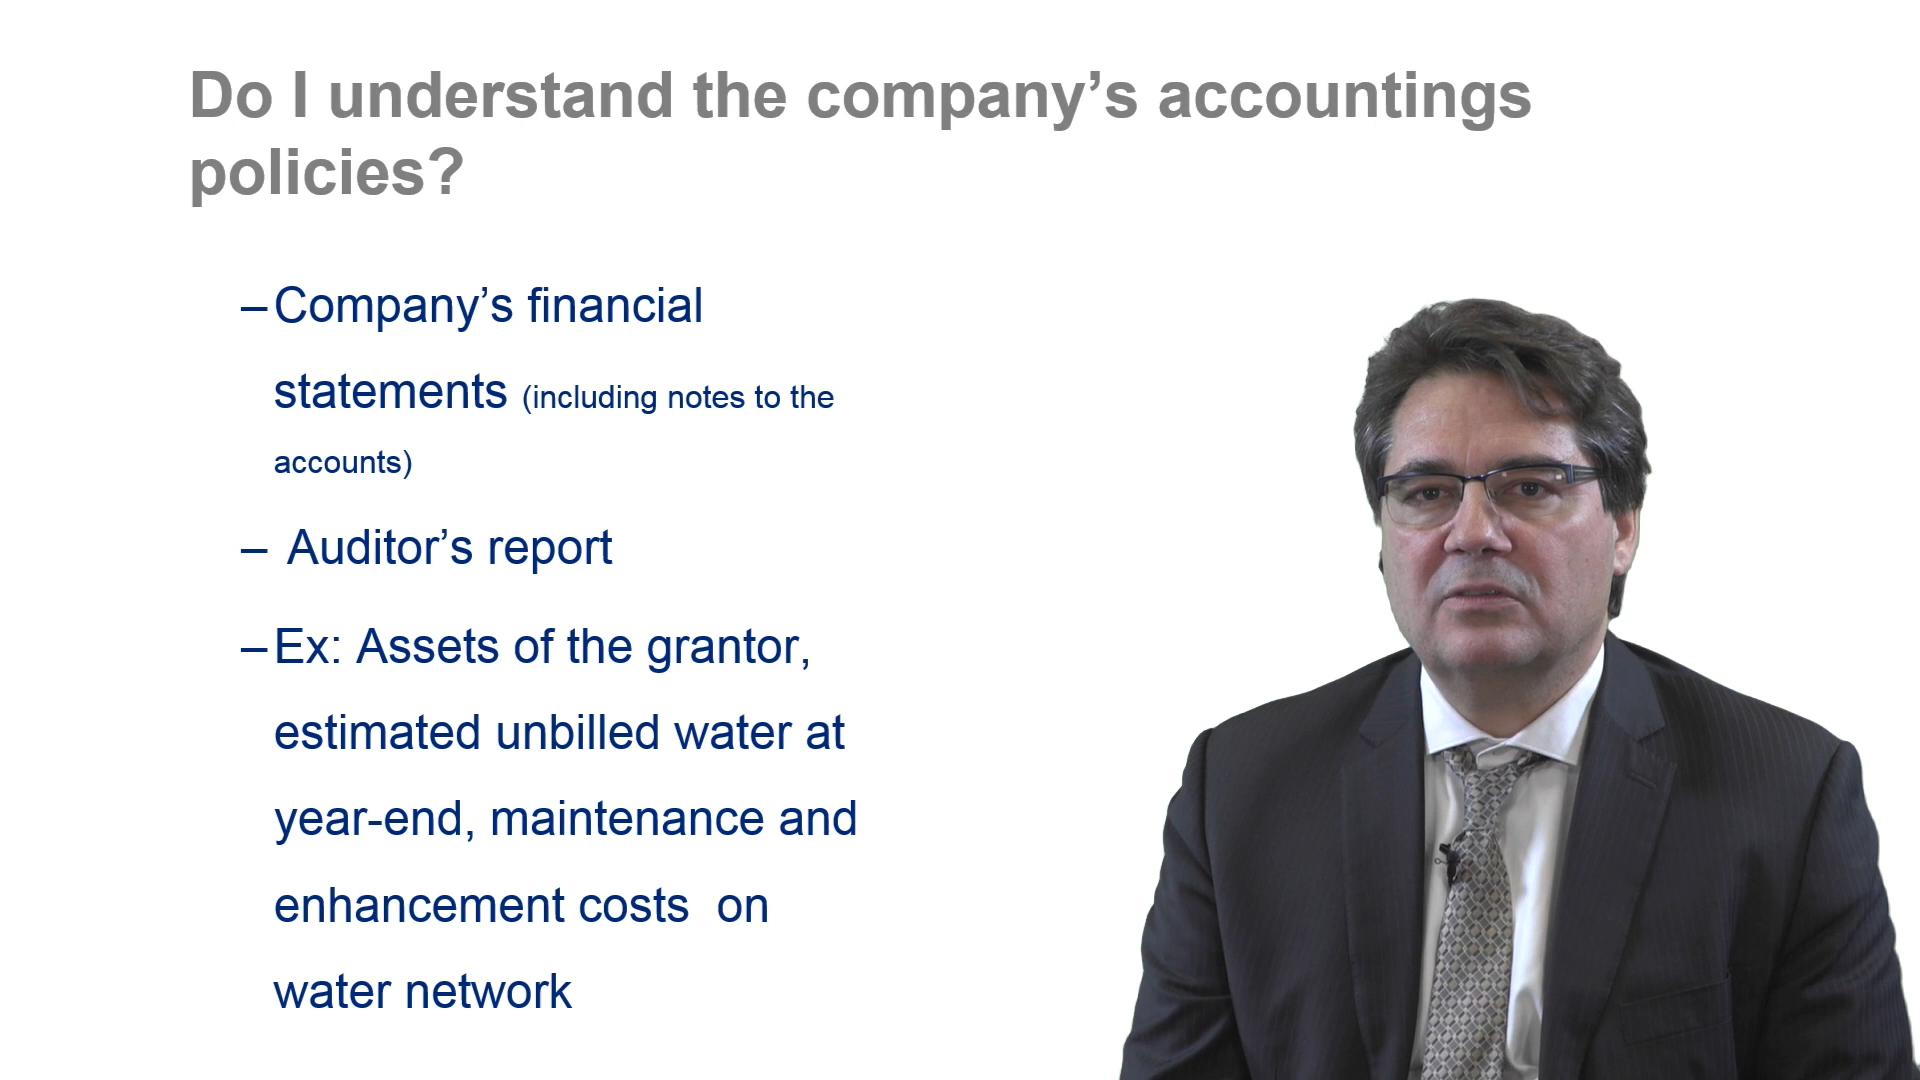 Do I understand the company’s accountings
policies?
– Company’s financial
statements (including notes to the
accounts)
– Auditor’s report
– Ex: Assets of the grantor,
estimated unbilled water at
year-end, maintenance and
enhancement costs  on
water network